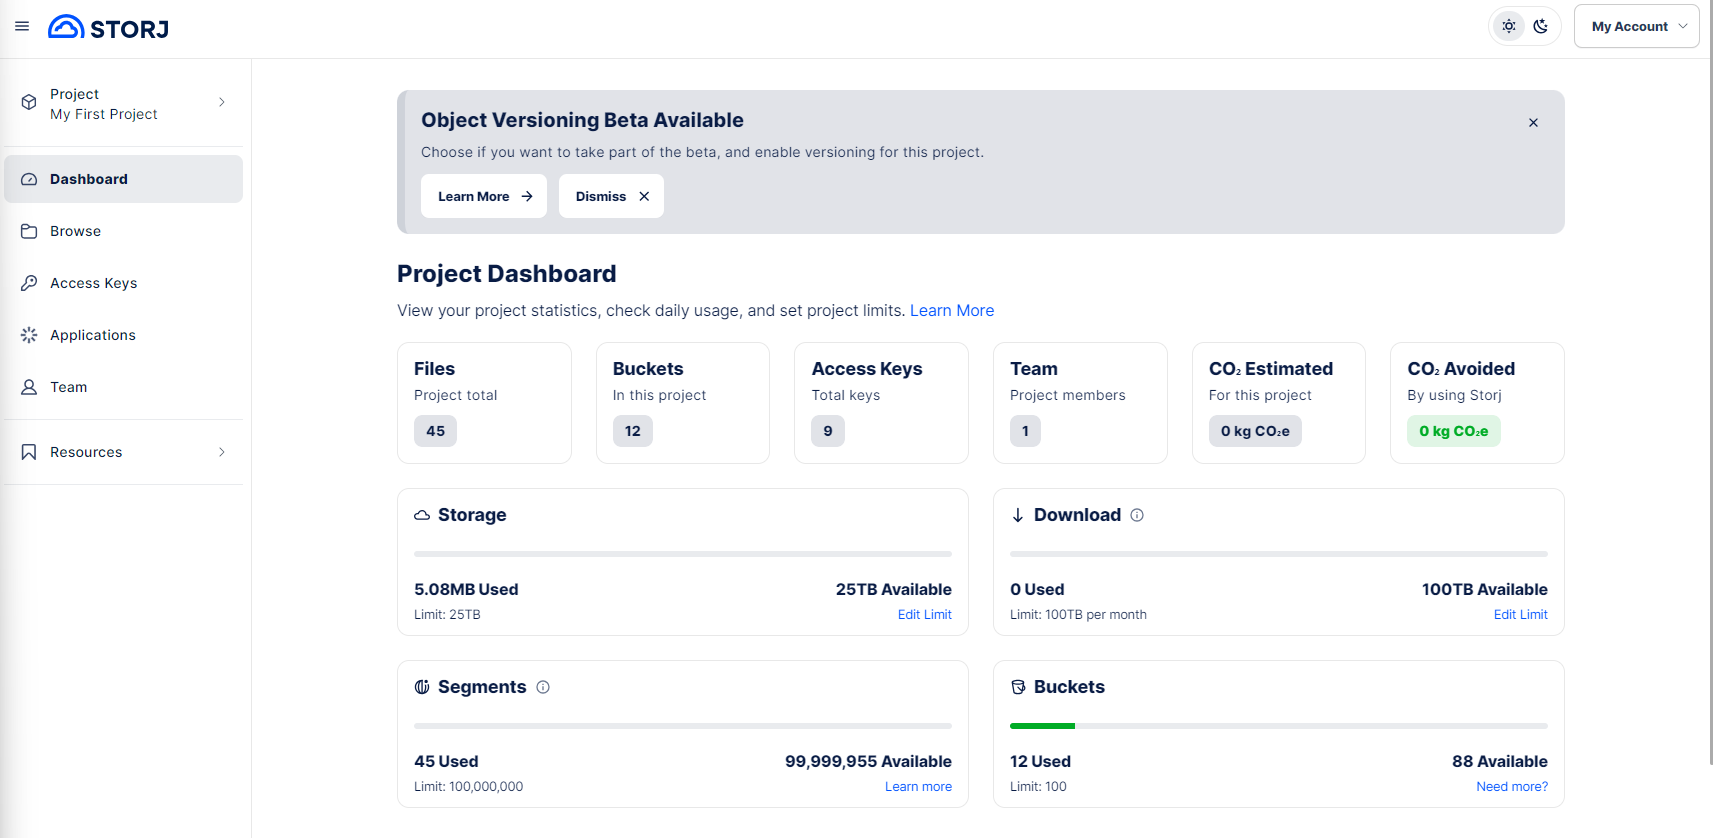 STORJ
My Account
Project
My First Project
Dashboard
Browse
Access Keys
Applications
Team
Resources
Object Versioning Beta Available
Choose if you want to take part of the beta, and enable versioning for this project.
Learn More
Dismiss
Project Dashboard
View your project statistics, check daily usage, and set project limits. Learn More
Files
Project total
45
Buckets
In this project
12
Access Keys
Total keys
9
Team
Project members
1
CO₂ Estimated
For this project
0 kg CO₂e
CO₂ Avoided
By using Storj
0 kg CO₂e
Storage
5.08MB Used
25TB Available
Limit: 25TB
Edit Limit
Download
0 Used
100TB Available
Limit: 100TB per month
Edit Limit
Segments
45 Used
99,999,955 Available
Limit: 100,000,000
Learn more
Buckets
12 Used
88 Available
Limit: 100
Need more?